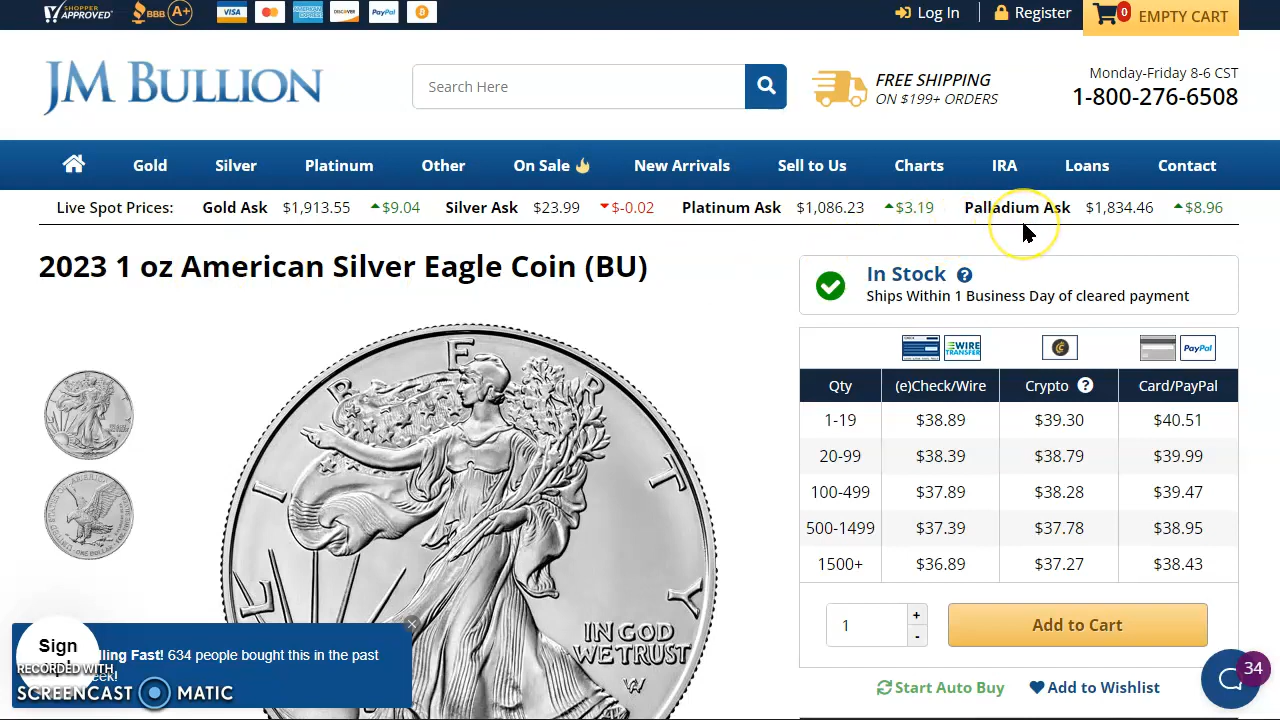 SHOPPER APPROVED BBB A+ VISA MasterCard AMERICAN EXPRESS DISCOVER PayPal Log In Register 0 EMPTY CART
JM BULLION
Search Here
FREE SHIPPING
ON $199+ ORDERS
Monday-Friday 8-6 CST
1-800-276-6508
Gold Silver Platinum Other On Sale New Arrivals Sell to Us Charts IRA Loans Contact
Live Spot Prices: Gold Ask $1,913.55 $9.04 Silver Ask $23.99 $-0.02 Platinum Ask $1,086.23 $3.19 Palladium Ask $1,834.46 $8.96
2023 1 oz American Silver Eagle Coin (BU)
In Stock ?
Ships Within 1 Business Day of cleared payment
WIRE TRANSFER PayPal
Qty (e)Check/Wire Crypto ? Card/PayPal
1-19 $38.89 $39.30 $40.51
20-99 $38.39 $38.79 $39.99
100-499 $37.89 $38.28 $39.47
500-1499 $37.39 $37.78 $38.95
1500+ $36.89 $37.27 $38.43
1 + - Add to Cart
Start Auto Buy Add to Wishlist
34
LIBERTY
IN GOD
WE TRUST
W
Sign
lling Fast! 634 people bought this in the past
eek!
RECORDED WITH
SCREENCAST MATIC